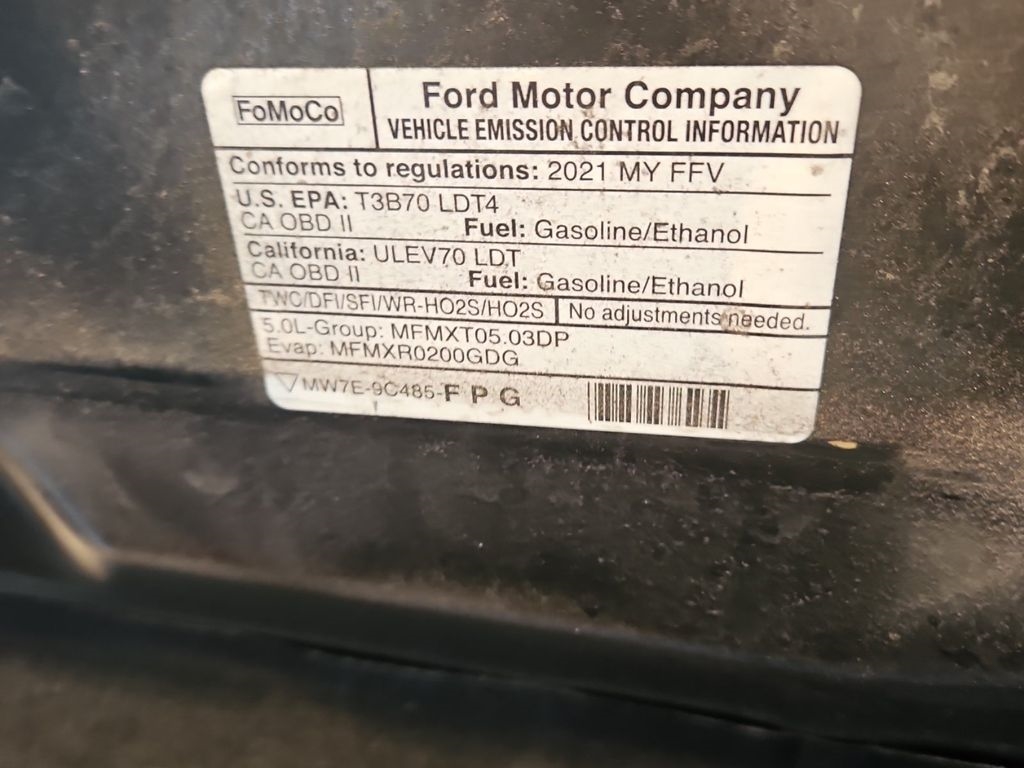 FoMoCo
Ford Motor Company
VEHICLE EMISSION CONTROL INFORMATION
Conforms to regulations: 2021 MY FFV
U.S. EPA: T3B70 LDT4
CA OBD II Fuel: Gasoline/Ethanol
California: ULEV70 LDT
CA OBD II Fuel: Gasoline/Ethanol
TWC/DFI/SFI/WR-HO2S/HO2S No adjustments needed.
5.0L-Group: MFMXT05.03DP
Evap: MFMXR0200GDG
MW7E-9C485-F P G